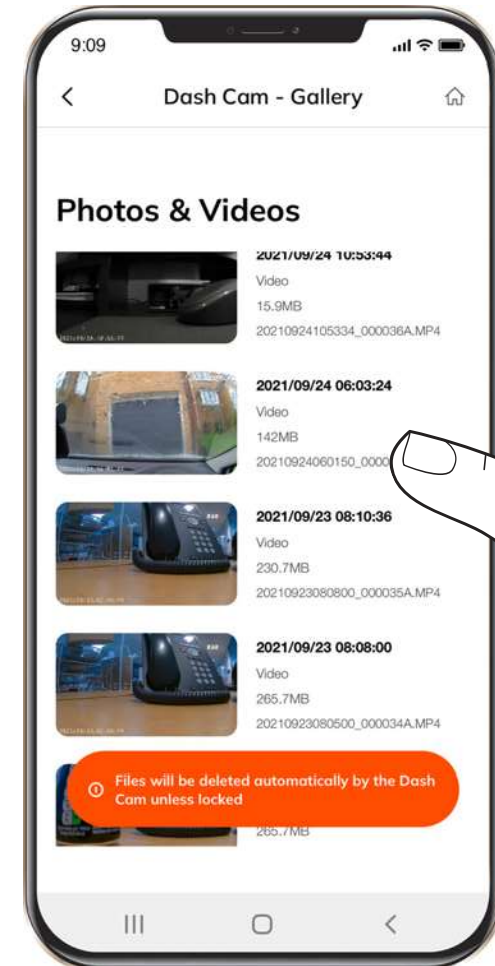 9:09
Dash Cam - Gallery
Photos & Videos
2021/09/24 10:53:44
Video
15.9MB
20210924105334_000036A.MP4
2021/09/24 06:03:24
Video
142MB
20210924060150_0000
2021/09/23 08:10:36
Video
230.7MB
20210923080800_000035A.MP4
2021/09/23 08:08:00
Video
265.7MB
20210923080500_000034A.MP4
Files will be deleted automatically by the Dash
Cam unless locked
265.7MB